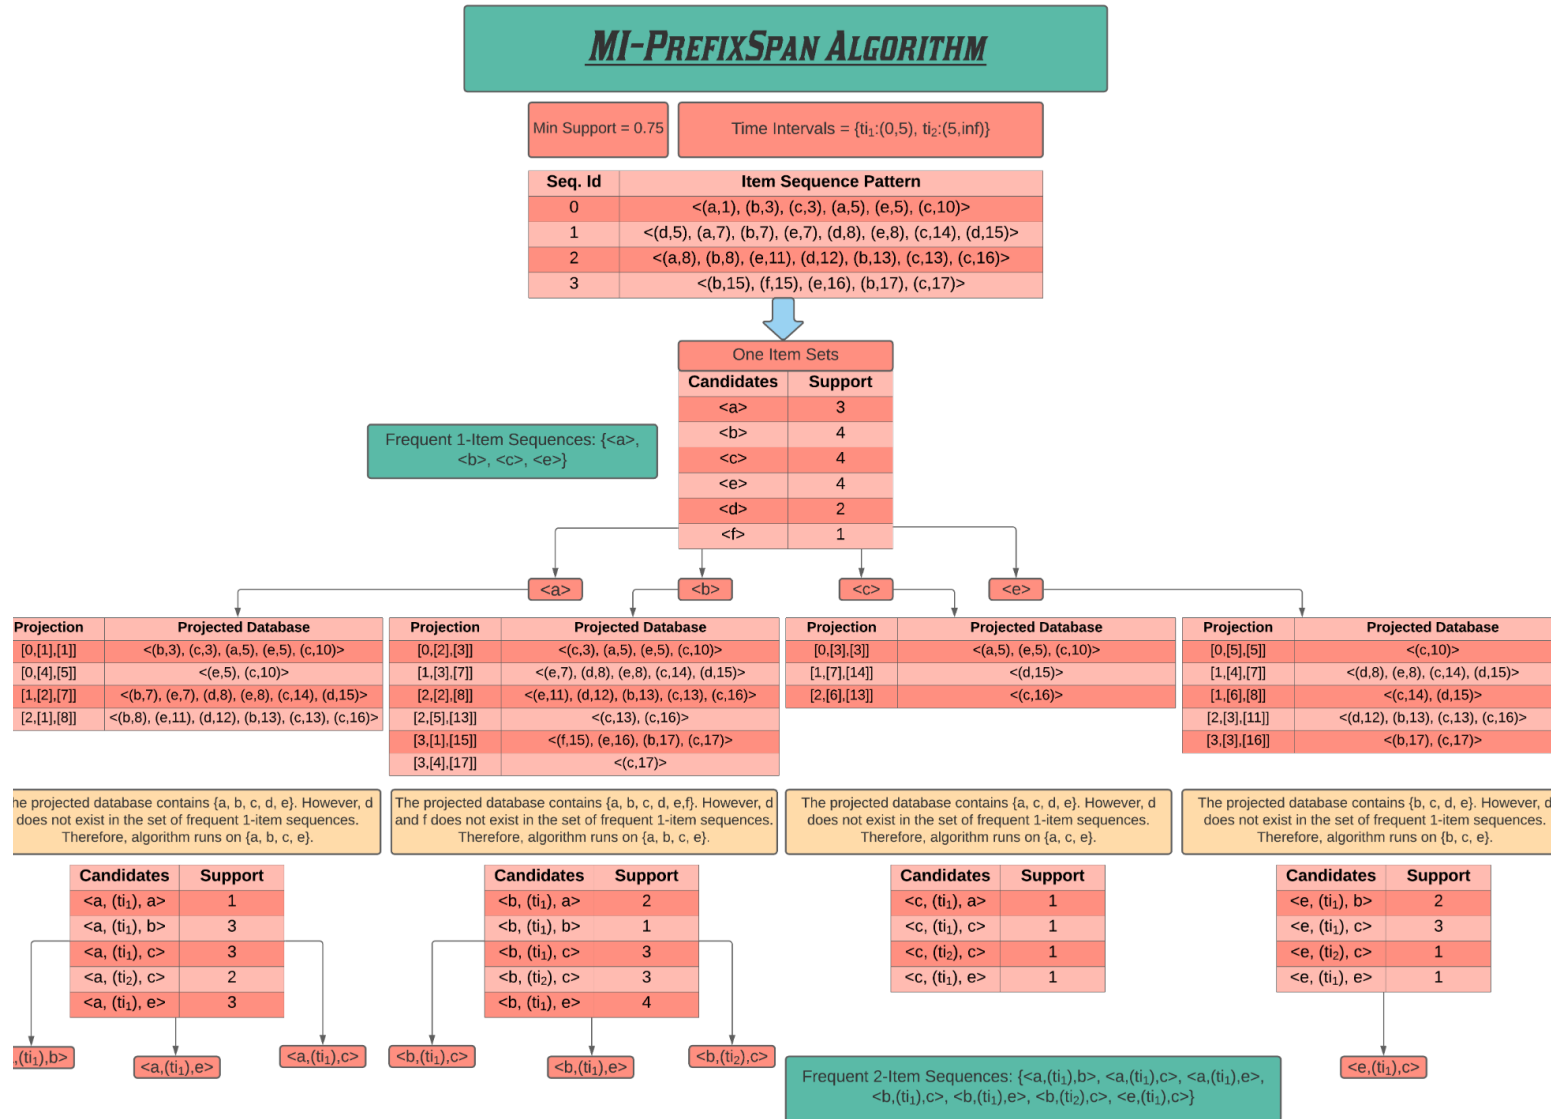 MI-PrefixSpan Algorithm
Min Support = 0.75
Time Intervals = {ti₁:(0,5), ti₂:(5,inf)}
Seq. Id Item Sequence Pattern
0 <(a,1), (b,3), (c,3), (a,5), (e,5), (c,10)>
1 <(d,5), (a,7), (b,7), (e,7), (d,8), (e,8), (c,14), (d,15)>
2 <(a,8), (b,8), (e,11), (d,12), (b,13), (c,13), (c,16)>
3 <(b,15), (f,15), (e,16), (b,17), (c,17)>
One Item Sets
Candidates Support
<a> 3
<b> 4
<c> 4
<e> 4
<d> 2
<f> 1
Frequent 1-Item Sequences: {<a>,
<b>, <c>, <e>}
<a>
<b>
<c>
<e>
Projection Projected Database
[0,[1],[1]] <(b,3), (c,3), (a,5), (e,5), (c,10)>
[0,[4],[5]] <(e,5), (c,10)>
[1,[2],[7]] <(b,7), (e,7), (d,8), (e,8), (c,14), (d,15)>
[2,[1],[8]] <(b,8), (e,11), (d,12), (b,13), (c,13), (c,16)>
Projection Projected Database
[0,[2],[3]] <(c,3), (a,5), (e,5), (c,10)>
[1,[3],[7]] <(e,7), (d,8), (e,8), (c,14), (d,15)>
[2,[2],[8]] <(e,11), (d,12), (b,13), (c,13), (c,16)>
[2,[5],[13]] <(c,13), (c,16)>
[3,[1],[15]] <(f,15), (e,16), (b,17), (c,17)>
[3,[4],[17]] <(c,17)>
Projection Projected Database
[0,[3],[3]] <(a,5), (e,5), (c,10)>
[1,[7],[14]] <(d,15)>
[2,[6],[13]] <(c,16)>
Projection Projected Database
[0,[5],[5]] <(c,10)>
[1,[4],[7]] <(d,8), (e,8), (c,14), (d,15)>
[1,[6],[8]] <(c,14), (d,15)>
[2,[3],[11]] <(d,12), (b,13), (c,13), (c,16)>
[3,[3],[16]] <(b,17), (c,17)>
he projected database contains {a, b, c, d, e}. However, d
does not exist in the set of frequent 1-item sequences.
Therefore, algorithm runs on {a, b, c, e}.
The projected database contains {a, b, c, d, e,f}. However, d
and f does not exist in the set of frequent 1-item sequences.
Therefore, algorithm runs on {a, b, c, e}.
The projected database contains {a, c, d, e}. However, d
does not exist in the set of frequent 1-item sequences.
Therefore, algorithm runs on {a, c, e}.
The projected database contains {b, c, d, e}. However, d
does not exist in the set of frequent 1-item sequences.
Therefore, algorithm runs on {b, c, e}.
Candidates Support
<a, (ti₁), a> 1
<a, (ti₁), b> 3
<a, (ti₁), c> 3
<a, (ti₂), c> 2
<a, (ti₁), e> 3
Candidates Support
<b, (ti₁), a> 2
<b, (ti₁), b> 1
<b, (ti₁), c> 3
<b, (ti₂), c> 3
<b, (ti₁), e> 4
Candidates Support
<c, (ti₁), a> 1
<c, (ti₁), c> 1
<c, (ti₂), c> 1
<c, (ti₁), e> 1
Candidates Support
<e, (ti₁), b> 2
<e, (ti₁), c> 3
<e, (ti₂), c> 1
<e, (ti₁), e> 1
,(ti₁),b>
<a,(ti₁),e>
<a,(ti₁),c>
<b,(ti₁),c>
<b,(ti₁),e>
<b,(ti₂),c>
<e,(ti₁),c>
Frequent 2-Item Sequences: {<a,(ti₁),b>, <a,(ti₁),c>, <a,(ti₁),e>,
<b,(ti₁),c>, <b,(ti₁),e>, <b,(ti₂),c>, <e,(ti₁),c>}